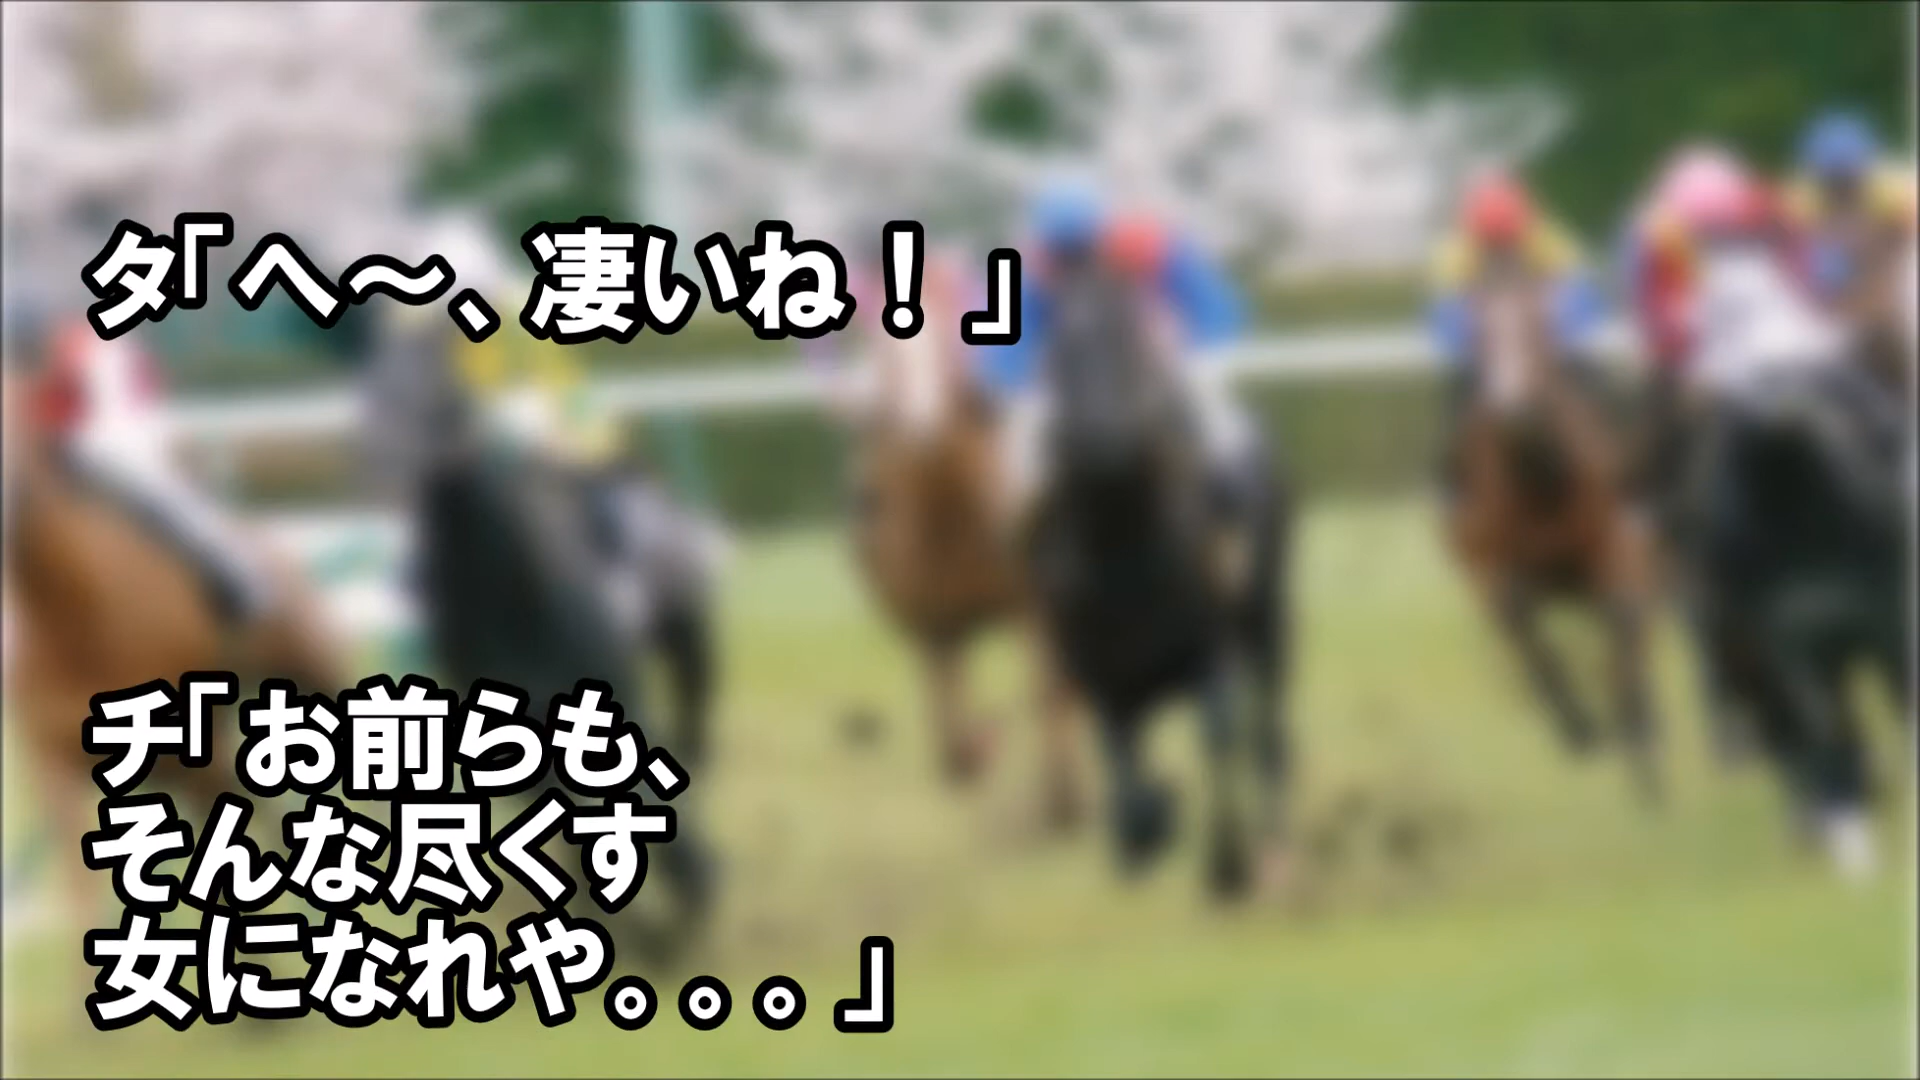 タ「へ～、凄いね！」
チ「お前らも、
そんな尽くす
女になれや。。。」